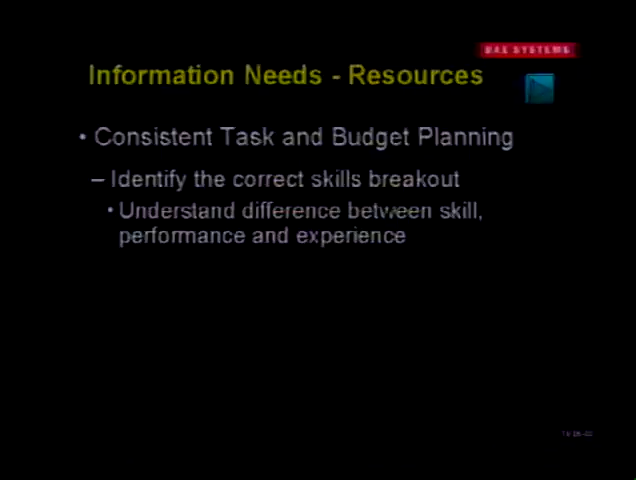 BAE SYSTEMS
Information Needs - Resources
• Consistent Task and Budget Planning
– Identify the correct skills breakout
• Understand difference between skill,
performance and experience